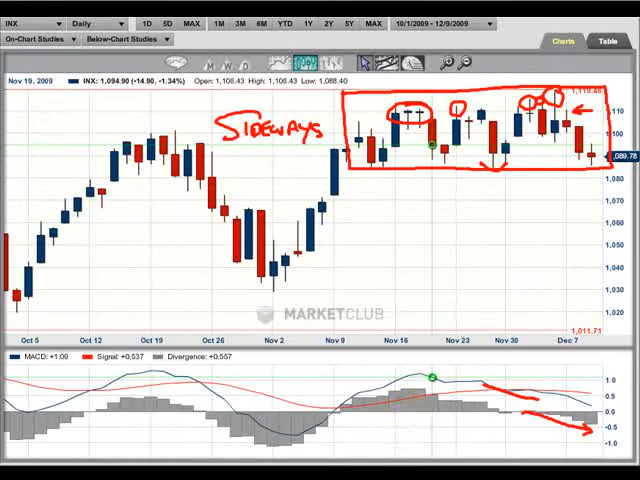 INX Daily 1D 5D MAX 1M 3M 6M YTD 1Y 2Y 5Y MAX 10/1/2009 - 12/9/2009
On-Chart Studies Below-Chart Studies Charts Table
M W D
Nov 19, 2009 INX: 1,094.90 (-14.90, -1.34%) Open: 1,106.43 High: 1,106.43 Low: 1,088.40
1,119.46
SIDEWAYS
1,110
1,100
1,089.78
1,080
1,070
1,060
1,050
1,040
1,030
1,020
MARKETCLUB
1,011.71
Oct 5 Oct 12 Oct 19 Oct 26 Nov 2 Nov 9 Nov 16 Nov 23 Nov 30 Dec 7
MACD: +1.09 Signal: +0.537 Divergence: +0.557
1.0
0.5
0.0
-0.5
-1.0